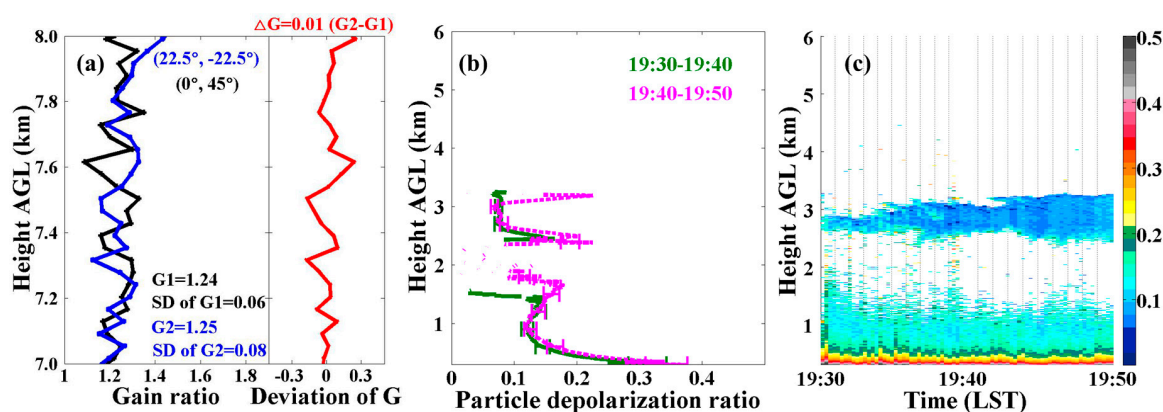 △G=0.01 (G2-G1)
(a)
(22.5°, -22.5°)
(0°, 45°)
G1=1.24
SD of G1=0.06
G2=1.25
SD of G2=0.08
8.0
7.8
7.6
7.4
7.2
7.0
Height AGL (km)
1 1.2 1.4 1.6 1.8
Gain ratio
-0.3 0 0.3
Deviation of G
(b)
19:30-19:40
19:40-19:50
6
5
4
3
2
1
Height AGL (km)
0 0.1 0.2 0.3 0.4
Particle depolarization ratio
(c)
6
5
4
3
2
1
Height AGL (km)
19:30 19:40 19:50
Time (LST)
0.5
0.4
0.3
0.2
0.1